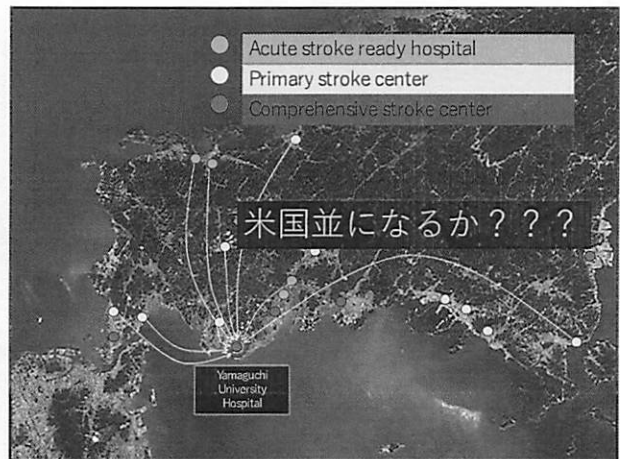 Acute stroke ready hospital
Primary stroke center
Comprehensive stroke center
米国並になるか？？？
Yamaguchi
University
Hospital